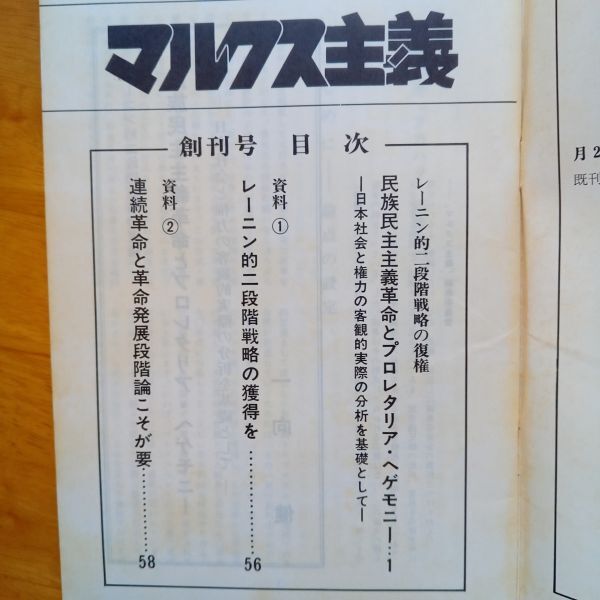 マルクス主義
創刊号 目次
レーニン的二段階戦略の復権
民族民主主義革命とプロレタリア・ヘゲモニー…1
―日本社会と権力の客観的実際の分析を基礎として―
資料①
レーニン的二段階戦略の獲得を…………56
資料②
連続革命と革命発展段階論こそが要…………58
月2
既刊